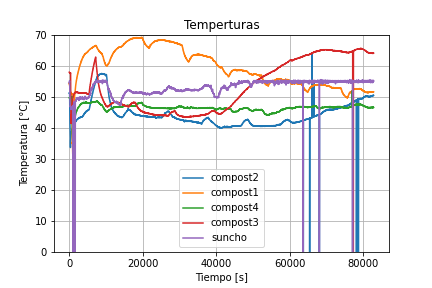 Temperturas
70
60
50
40
30
20
10
0
Temperatura [°C]
compost2
compost1
compost4
compost3
suncho
0 20000 40000 60000 80000
Tiempo [s]